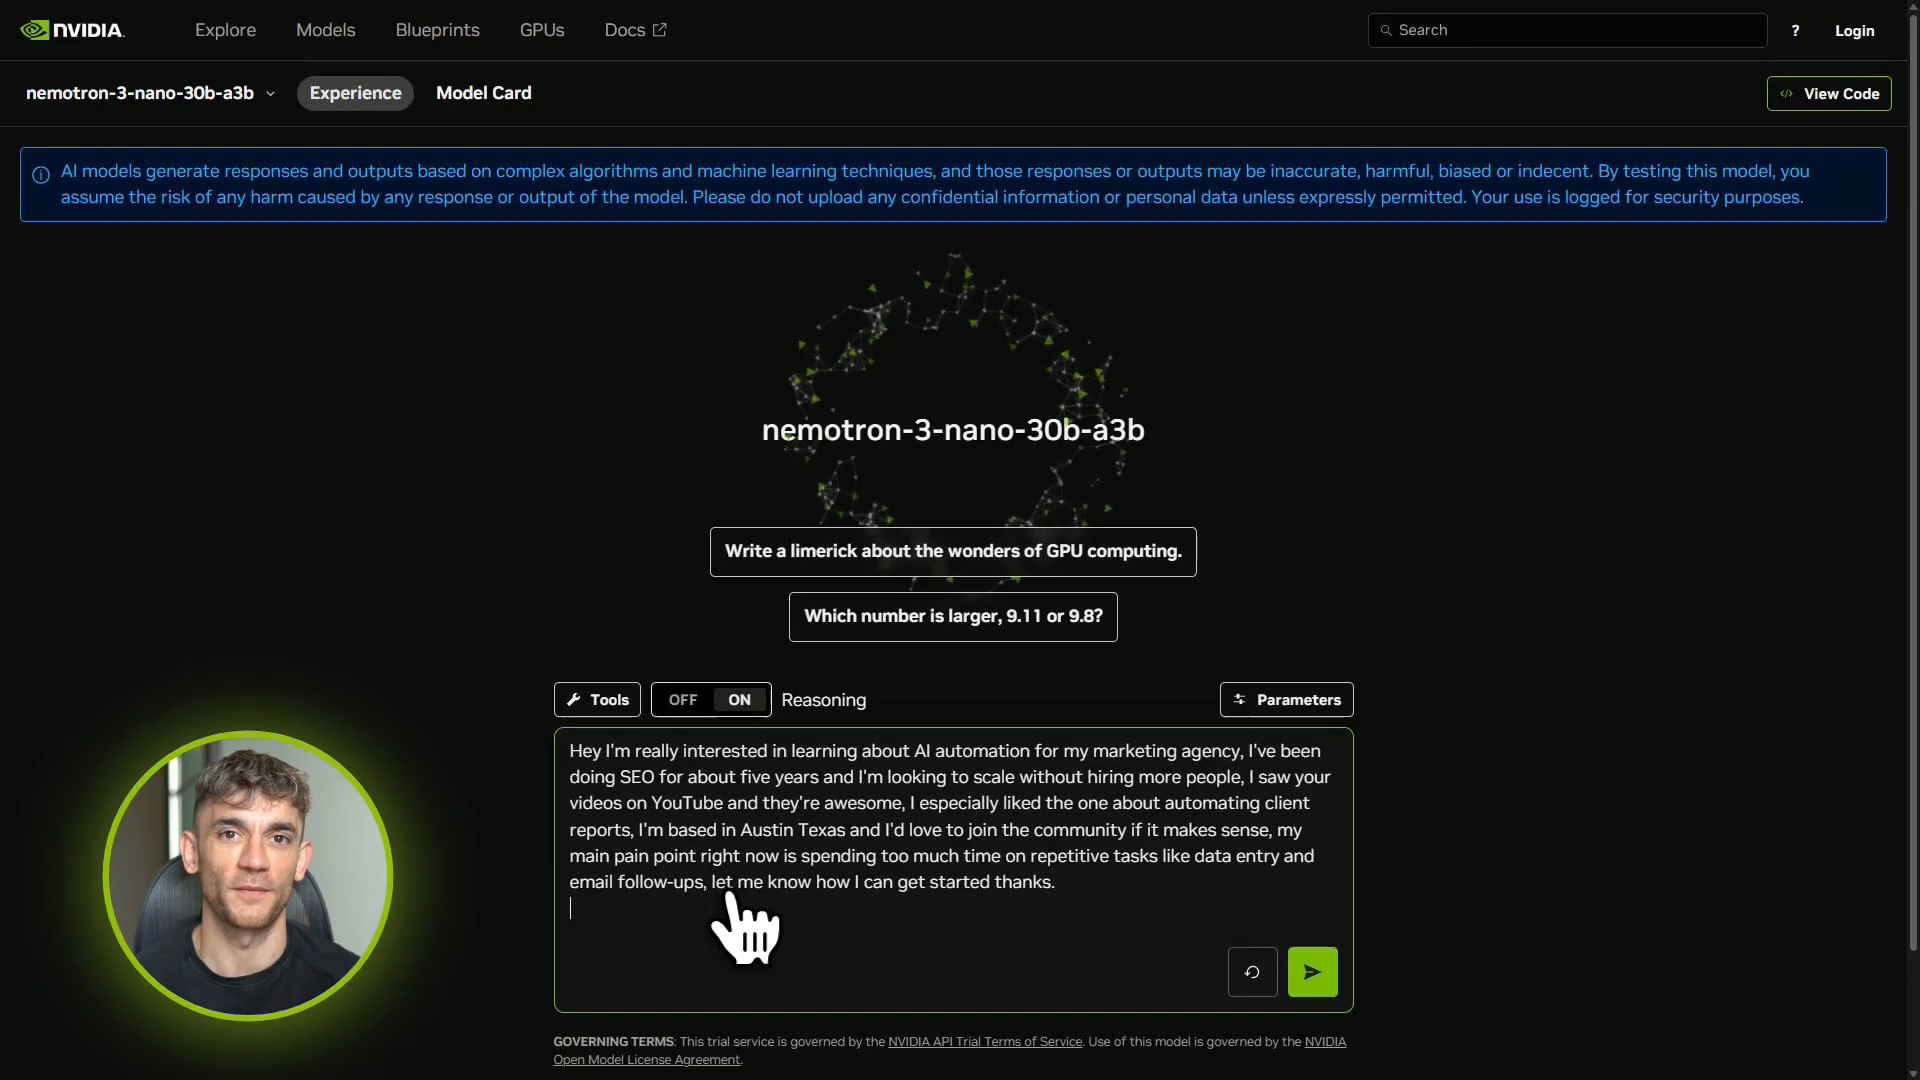 NVIDIA.
Explore
Models
Blueprints
GPUs
Docs
Search
?
Login
nemotron-3-nano-30b-a3b
Experience
Model Card
View Code
AI models generate responses and outputs based on complex algorithms and machine learning techniques, and those responses or outputs may be inaccurate, harmful, biased or indecent. By testing this model, you
assume the risk of any harm caused by any response or output of the model. Please do not upload any confidential information or personal data unless expressly permitted. Your use is logged for security purposes.
nemotron-3-nano-30b-a3b
Write a limerick about the wonders of GPU computing.
Which number is larger, 9.11 or 9.8?
Tools
OFF
ON
Reasoning
Parameters
Hey I'm really interested in learning about AI automation for my marketing agency, I've been
doing SEO for about five years and I'm looking to scale without hiring more people, I saw your
videos on YouTube and they're awesome, I especially liked the one about automating client
reports, I'm based in Austin Texas and I'd love to join the community if it makes sense, my
main pain point right now is spending too much time on repetitive tasks like data entry and
email follow-ups, let me know how I can get started thanks.
GOVERNING TERMS: This trial service is governed by the NVIDIA API Trial Terms of Service. Use of this model is governed by the NVIDIA
Open Model License Agreement.